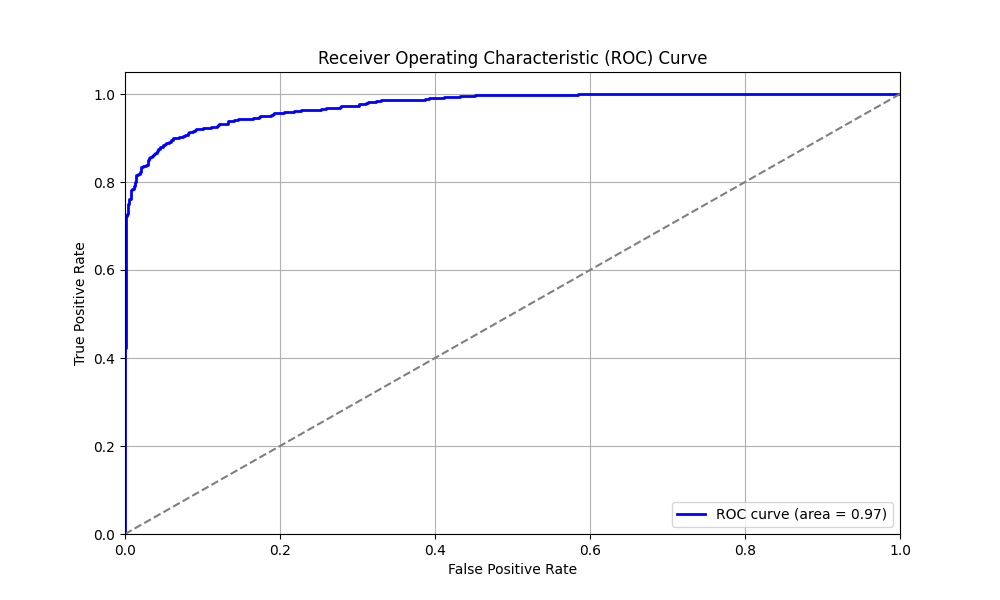 Receiver Operating Characteristic (ROC) Curve
True Positive Rate
1.0
0.8
0.6
0.4
0.2
0.0
0.0 0.2 0.4 0.6 0.8 1.0
False Positive Rate
ROC curve (area = 0.97)